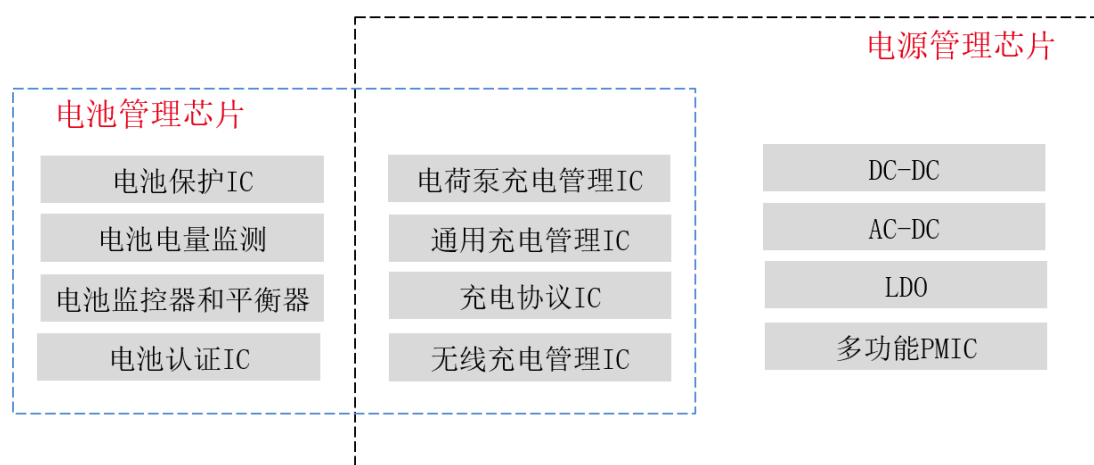 电源管理芯片
电池管理芯片
电池保护IC
电池电量监测
电池监控器和平衡器
电池认证IC
电荷泵充电管理IC
通用充电管理IC
充电协议IC
无线充电管理IC
DC-DC
AC-DC
LDO
多功能PMIC